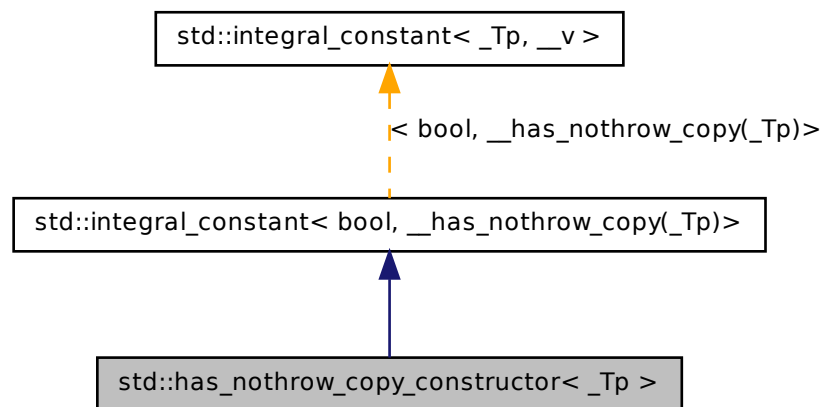 std::integral_constant< _Tp, __v >
< bool, __has_nothrow_copy(_Tp)>
std::integral_constant< bool, __has_nothrow_copy(_Tp)>
std::has_nothrow_copy_constructor< _Tp >